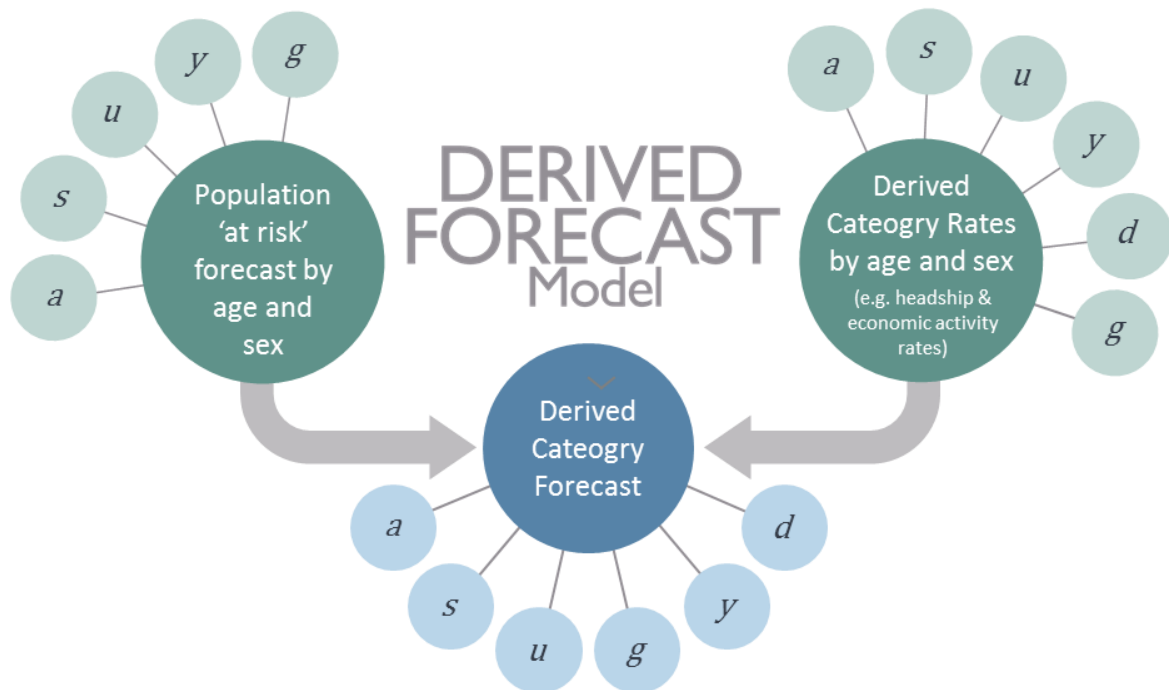 g
y
u
s
a
Population
‘at risk’
forecast by
age and
sex
DERIVED
FORECAST
Model
a
s
u
y
d
g
Derived
Cateogry Rates
by age and sex
(e.g. headship &
economic activity
rates)
Derived
Cateogry
Forecast
a
s
u
g
y
d